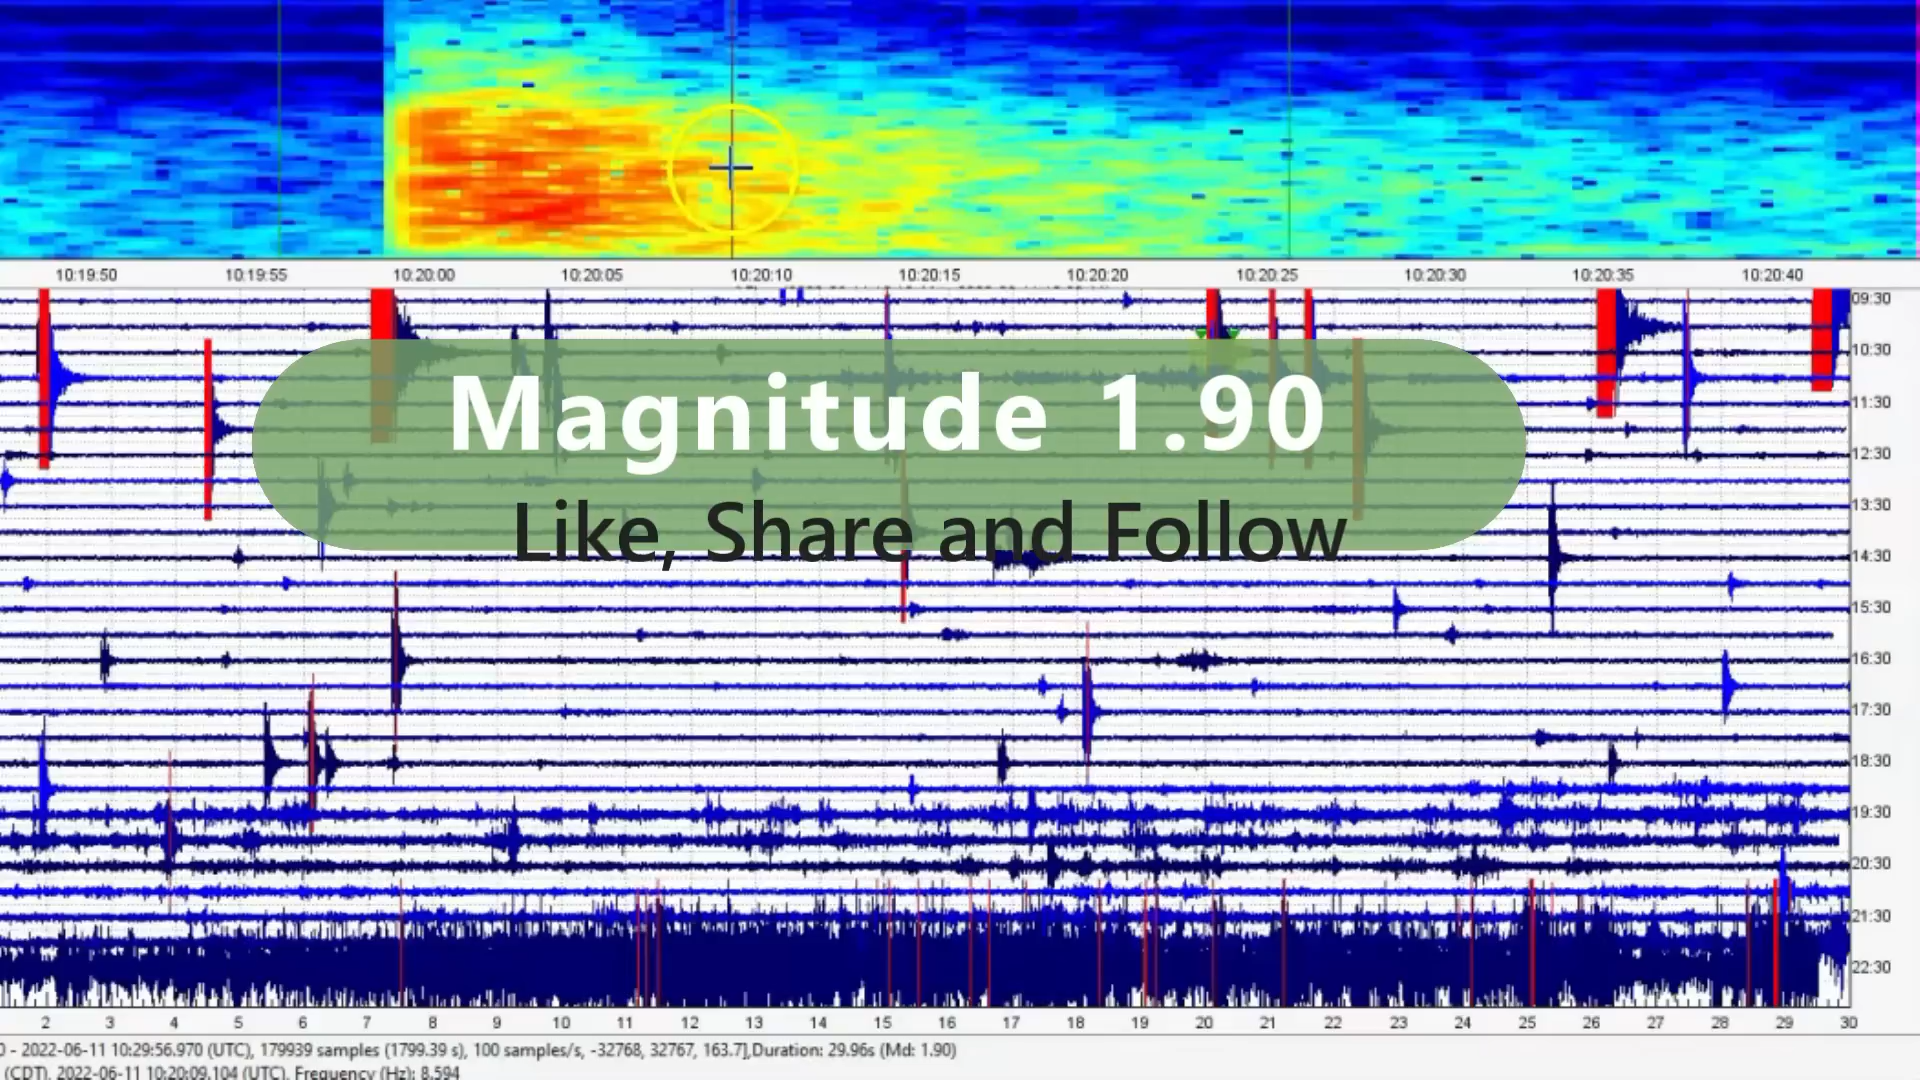 10:19:50 10:19:55 10:20:00 10:20:05 10:20:10 10:20:15 10:20:20 10:20:25 10:20:30 10:20:35 10:20:40
09:30
10:30
Magnitude 1.90
11:30
12:30
13:30
Like, Share and Follow
14:30
15:30
16:30
17:30
18:30
19:30
20:30
21:30
22:30
2 3 4 5 6 7 8 9 10 11 12 13 14 15 16 17 18 19 20 21 22 23 24 25 26 27 28 29 30
0 - 2022-06-11 10:29:56.970 (UTC), 179939 samples (1799.39 s), 100 samples/s, -32768, 32767, 163.7],Duration: 29.96s (Md: 1.90)
(CDT), 2022-06-11 10:20:09.104 (UTC), Frequency (Hz): 8.594